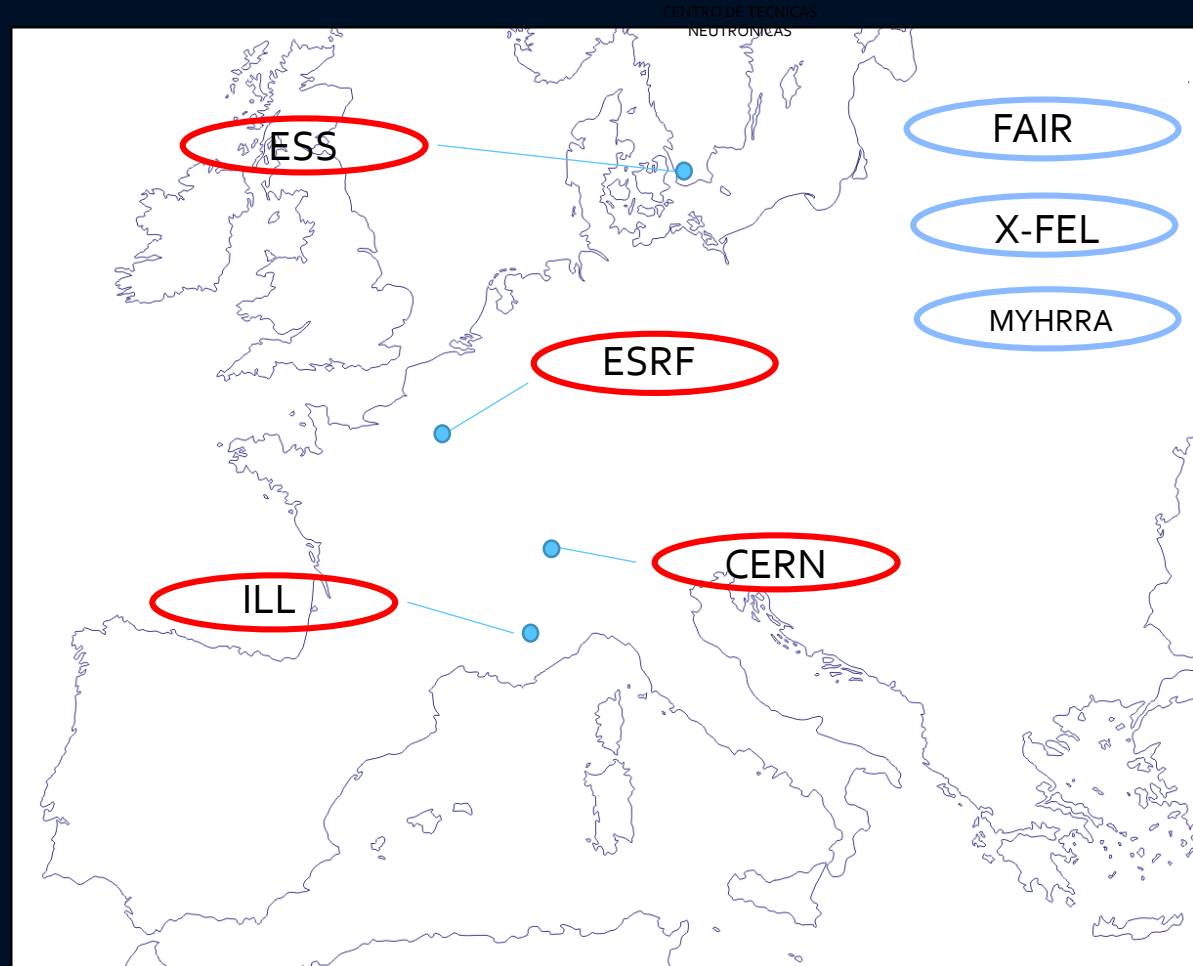 CENTRO DE TECNICAS
NEUTRONICAS
ESS
FAIR
X-FEL
MYHRRA
ESRF
CERN
ILL